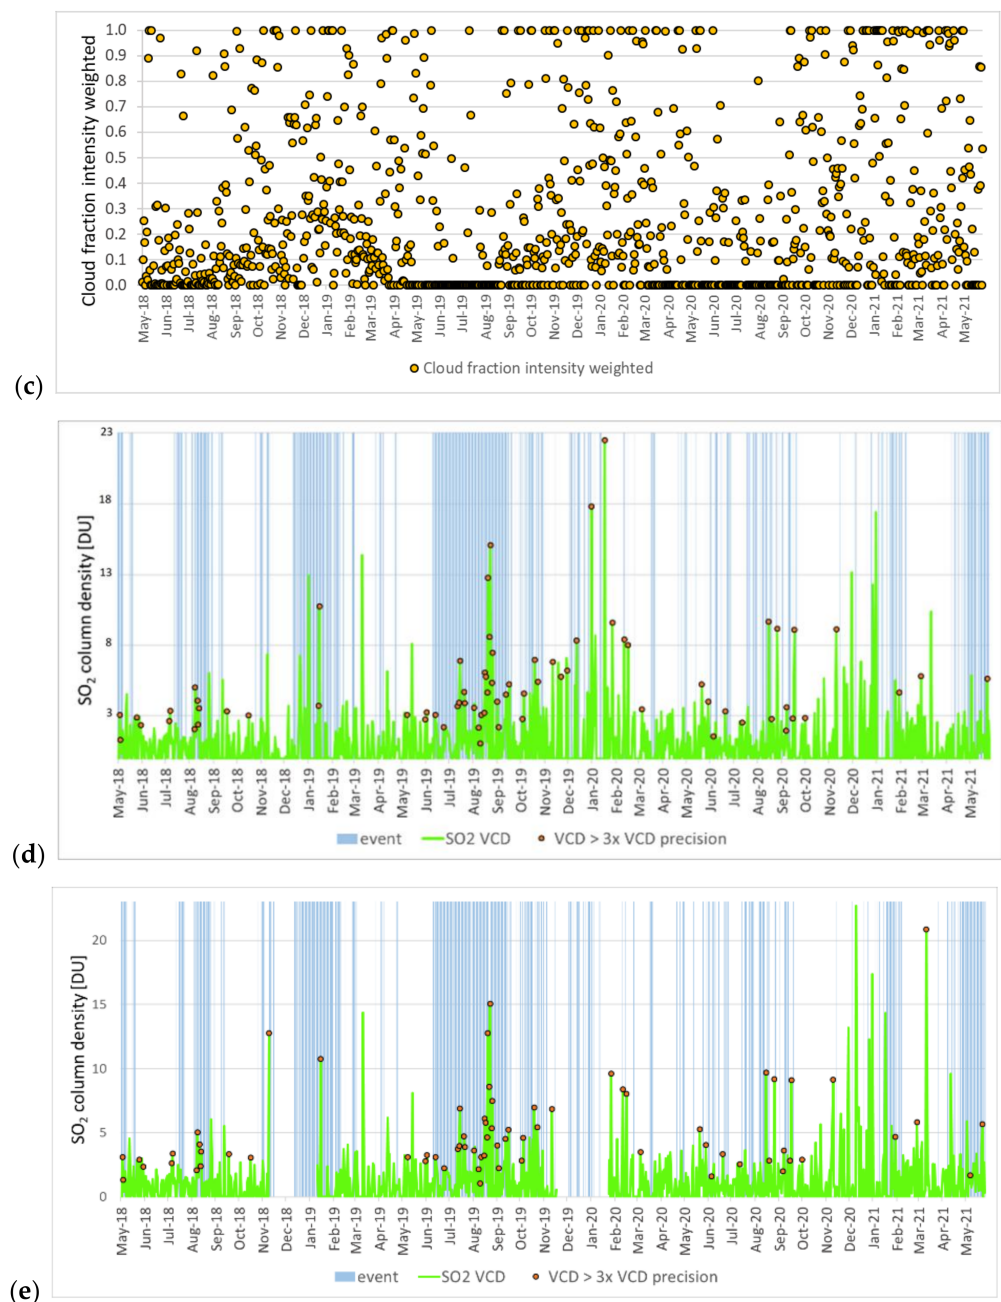 1.0
0.9
0.8
0.7
0.6
0.5
0.4
0.3
0.2
0.1
0.0
Cloud fraction intensity weighted
May-18 Jun-18 Jul-18 Aug-18 Sep-18 Oct-18 Nov-18 Dec-18 Jan-19 Feb-19 Mar-19 Apr-19 May-19 Jun-19 Jul-19 Aug-19 Sep-19 Oct-19 Nov-19 Dec-19 Jan-20 Feb-20 Mar-20 Apr-20 May-20 Jun-20 Jul-20 Aug-20 Sep-20 Oct-20 Nov-20 Dec-20 Jan-21 Feb-21 Mar-21 Apr-21 May-21
Cloud fraction intensity weighted
(c)
23
18
13
8
3
SO2 column density [DU]
May-18 Jun-18 Jul-18 Aug-18 Sep-18 Oct-18 Nov-18 Dec-18 Jan-19 Feb-19 Mar-19 Apr-19 May-19 Jun-19 Jul-19 Aug-19 Sep-19 Oct-19 Nov-19 Dec-19 Jan-20 Feb-20 Mar-20 Apr-20 May-20 Jun-20 Jul-20 Aug-20 Sep-20 Oct-20 Nov-20 Dec-20 Jan-21 Feb-21 Mar-21 Apr-21 May-21
event SO2 VCD VCD > 3x VCD precision
(d)
20
15
10
5
0
SO2 column density [DU]
May-18 Jun-18 Jul-18 Aug-18 Sep-18 Oct-18 Nov-18 Dec-18 Jan-19 Feb-19 Mar-19 Apr-19 May-19 Jun-19 Jul-19 Aug-19 Sep-19 Oct-19 Nov-19 Dec-19 Jan-20 Feb-20 Mar-20 Apr-20 May-20 Jun-20 Jul-20 Aug-20 Sep-20 Oct-20 Nov-20 Dec-20 Jan-21 Feb-21 Mar-21 Apr-21 May-21
event SO2 VCD VCD > 3x VCD precision
(e)